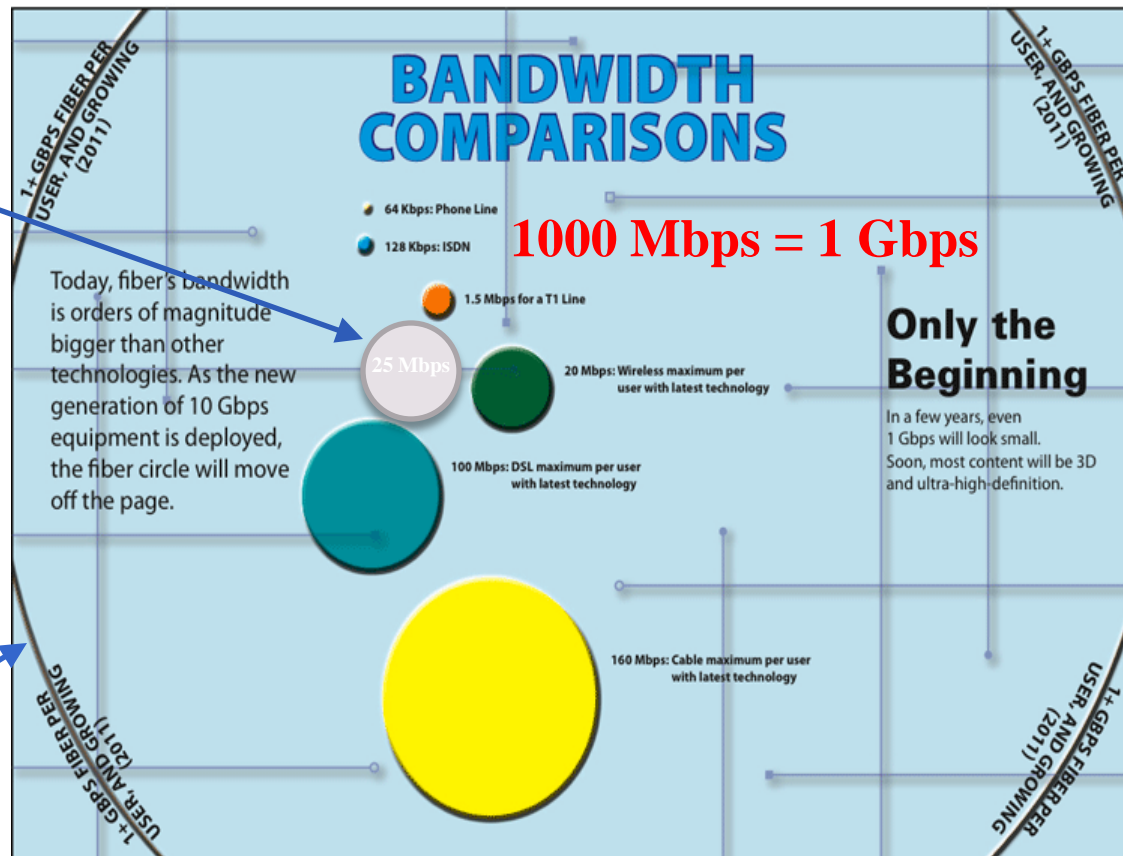 1+ GBPS FIBER PER
USER, AND GROWING
(2011)
1+ GBPS FIBER PER
USER, AND GROWING
(2011)
BANDWIDTH
COMPARISONS
64 Kbps: Phone Line
128 Kbps: ISDN
1000 Mbps = 1 Gbps
1.5 Mbps for a T1 Line
25 Mbps
20 Mbps: Wireless maximum per
user with latest technology
100 Mbps: DSL maximum per user
with latest technology
160 Mbps: Cable maximum per user
with latest technology
Today, fiber's bandwidth
is orders of magnitude
bigger than other
technologies. As the new
generation of 10 Gbps
equipment is deployed,
the fiber circle will move
off the page.
Only the
Beginning
In a few years, even
1 Gbps will look small.
Soon, most content will be 3D
and ultra-high-definition.
1+ GBPS FIBER PER
USER, AND GROWING
(2011)
1+ GBPS FIBER PER
USER, AND GROWING
(2011)